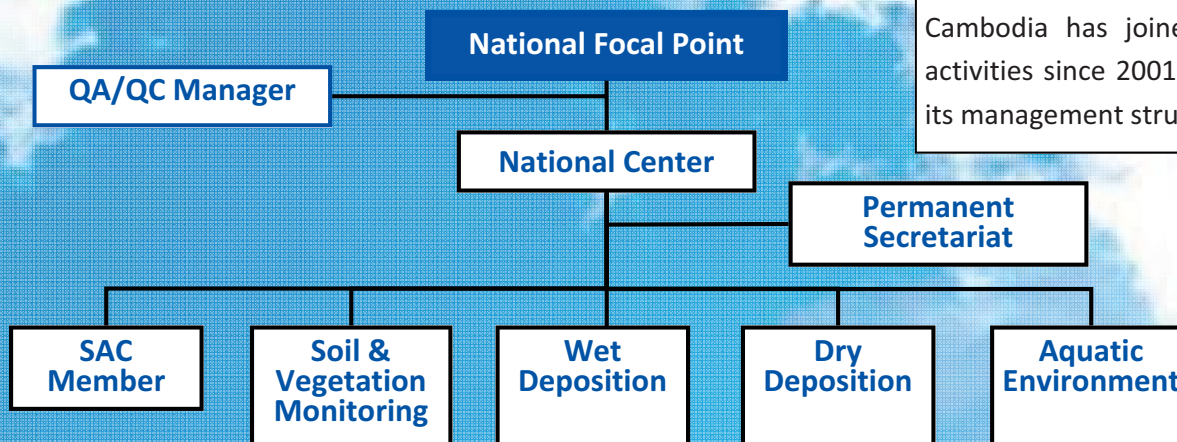 National Focal Point
Cambodia has joine
activities since 2001
its management stru
QA/QC Manager
National Center
Permanent
Secretariat
SAC
Member
Soil &
Vegetation
Monitoring
Wet
Deposition
Dry
Deposition
Aquatic
Environment